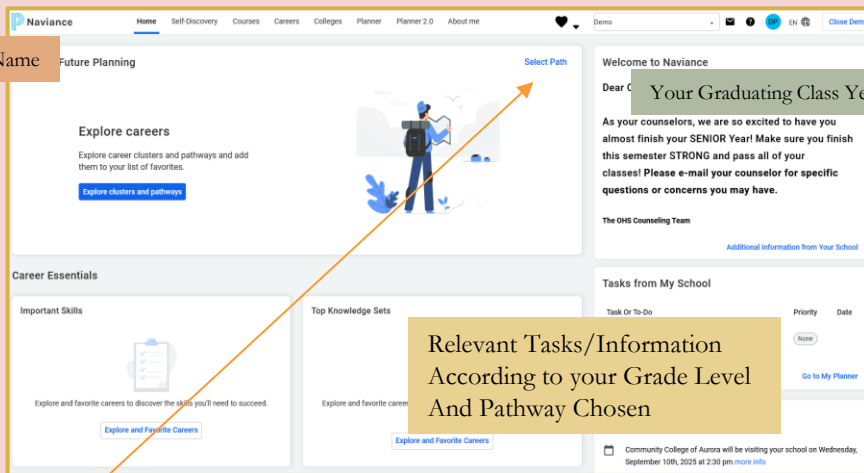 Naviance
Home Self-Discovery Courses Careers Colleges Planner Planner 2.0 About me
Demo
DP EN Close Dem
Name
Future Planning
Select Path
Explore careers
Explore career clusters and pathways and add
them to your list of favorites.
Explore clusters and pathways
Welcome to Naviance
Dear
Your Graduating Class Ye
As your counselors, we are so excited to have you
almost finish your SENIOR Year! Make sure you finish
this semester STRONG and pass all of your
classes! Please e-mail your counselor for specific
questions or concerns you may have.
The OHS Counseling Team
Additional Information from Your School
Career Essentials
Important Skills
Explore and favorite careers to discover the skills you'll need to succeed.
Explore and Favorite Careers
Top Knowledge Sets
Explore and favorite caree
Explore and Favorite Careers
Relevant Tasks/Information
According to your Grade Level
And Pathway Chosen
Tasks from My School
Task Or To-Do Priority Date
None
Go to My Planner
Community College of Aurora will be visiting your school on Wednesday,
September 10th, 2025 at 2:30 pm more info